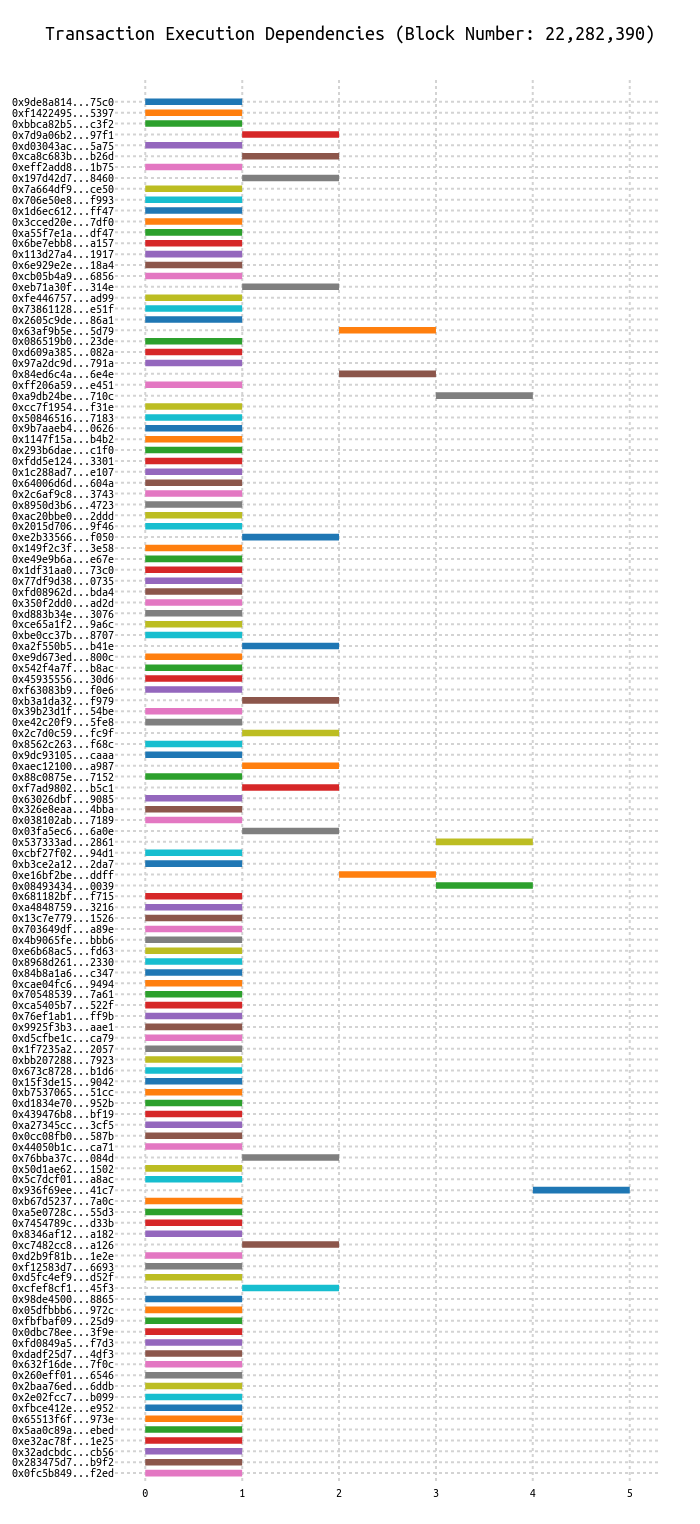 Transaction Execution Dependencies (Block Number: 22,282,390)
0x9de8a814...75c0
0xf1422495...5397
0xbbca82b5...c3f2
0x7d9a06b2...97f1
0xd03043ac...5a75
0xca8c683b...b26d
0xeff2add8...1b75
0x197d42d7...8460
0x7a664df9...ce50
0x706e50e8...f993
0x1d6ec612...ff47
0x3cced20e...7df0
0xa55f7e1a...df47
0x6be7ebb8...a157
0x113d27a4...1917
0x6e929e2e...18a4
0xcb05b4a9...6856
0xeb71a30f...314e
0xfe446757...ad99
0x73861128...e51f
0x2605c9de...86a1
0x63af9b5e...5d79
0x086519b0...23de
0xd609a385...082a
0x97a2dc9d...791a
0x84ed6c4a...6e4e
0xff206a59...e451
0xa9db24be...710c
0xcc7f1954...f31e
0x50846516...7183
0x9b7aaeb4...0626
0x1147f15a...b4b2
0x293b6dae...c1f0
0xfdd5e124...3301
0x1c288ad7...e107
0x64006d6d...604a
0x2c6af9c8...3743
0x8950d3b6...4723
0xac20bbe0...2ddd
0x2015d706...9f46
0xe2b33566...f050
0x149f2c3f...3e58
0xe49e9b6a...e67e
0x1df31aa0...73c0
0x77df9d38...0735
0xfd08962d...bda4
0x350f2dd0...ad2d
0xd883b34e...3076
0xce65a1f2...9a6c
0xbe0cc37b...8707
0xa2f550b5...b41e
0xe9d673ed...800c
0x542f4a7f...b8ac
0x45935556...30d6
0xf63083b9...f0e6
0xb3a1da32...f979
0x39b23d1f...54be
0xe42c20f9...5fe8
0x2c7d0c59...fc9f
0x8562c263...f68c
0x9dc93105...caaa
0xaec12100...a987
0x88c0875e...7152
0xf7ad9802...b5c1
0x63026dbf...9085
0x326e8eaa...4bba
0x038102ab...7189
0x03fa5ec6...6a0e
0x537333ad...2861
0xcbf27f02...94d1
0xb3ce2a12...2da7
0xe16bf2be...ddff
0x08493434...0039
0x681182bf...f715
0xa4848759...3216
0x13c7e779...1526
0x703649df...a89e
0x4b9065fe...bbb6
0xe6b68ac5...fd63
0x8968d261...2330
0x84b8a1a6...c347
0xcae04fc6...9494
0x70548539...7a61
0xca5405b7...522f
0x76ef1ab1...ff9b
0x9925f3b3...aae1
0xd5cfbe1c...ca79
0x1f7235a2...2057
0xbb207288...7923
0x673c8728...b1d6
0x15f3de15...9042
0xb7537065...51cc
0xd1834e70...952b
0x439476b8...bf19
0xa27345cc...3cf5
0x0cc08fb0...587b
0x44050b1c...ca71
0x76bba37c...084d
0x50d1ae62...1502
0x5c7dcf01...a8ac
0x936f69ee...41c7
0xb67d5237...7a0c
0xa5e0728c...55d3
0x7454789c...d33b
0x8346af12...a182
0xc7482cc8...a126
0xd2b9f81b...1e2e
0xf12583d7...6693
0xd5fc4ef9...d52f
0xcfef8cf1...45f3
0x98de4500...8865
0x05dfbbb6...972c
0xfbfbaf09...25d9
0x0dbc78ee...3f9e
0xfd0849a5...f7d3
0xdadf25d7...4df3
0x632f16de...7f0c
0x260eff01...6546
0x2baa76ed...6ddb
0x2e02fcc7...b099
0xfbce412e...e952
0x65513f6f...973e
0x5aa0c89a...ebed
0xe32ac78f...1e25
0x32adcbdc...cb56
0x283475d7...b9f2
0x0fc5b849...f2ed
0 1 2 3 4 5